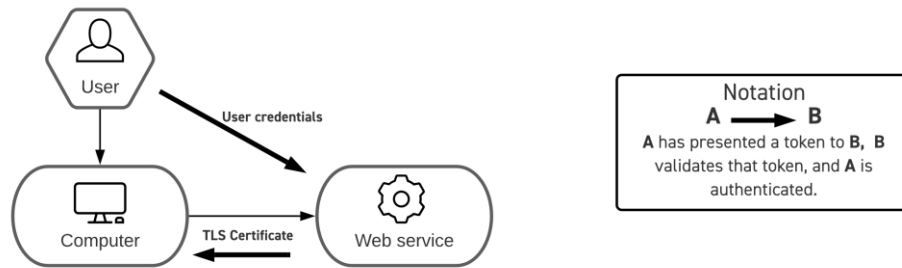 User
User credentials
Computer
TLS Certificate
Web service
Notation
A B
A has presented a token to B, B
validates that token, and A is
authenticated.